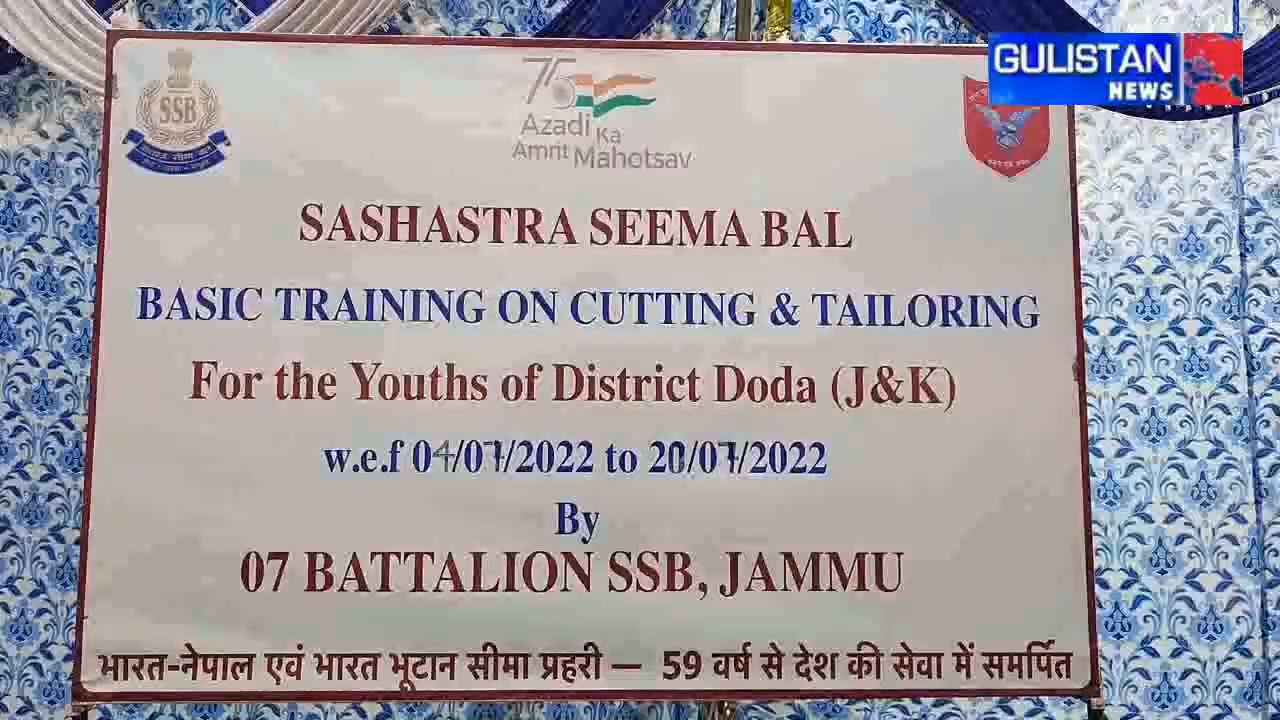 GULISTAN
NEWS
SSB
75
Azadi Ka
Amrit Mahotsav
SASHASTRA SEEMA BAL
BASIC TRAINING ON CUTTING & TAILORING
For the Youths of District Doda (J&K)
w.e.f 04/07/2022 to 20/07/2022
By
07 BATTALION SSB, JAMMU
भारत-नेपाल एवं भारत भूटान सीमा प्रहरी — 59 वर्ष से देश की सेवा में समर्पित